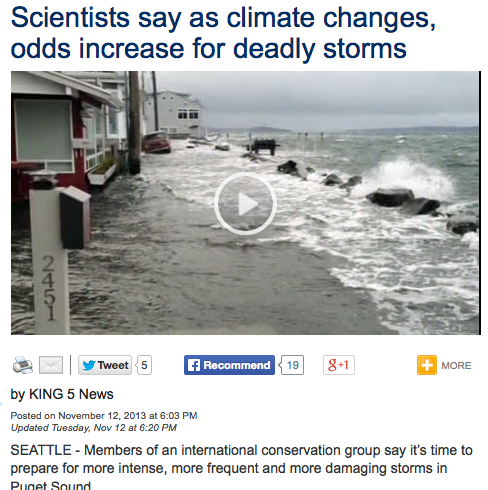 Scientists say as climate changes,
odds increase for deadly storms
2451
Tweet 5 Recommend 19 g+1 MORE
by KING 5 News
Posted on November 12, 2013 at 6:03 PM
Updated Tuesday, Nov 12 at 6:20 PM
SEATTLE - Members of an international conservation group say it's time to
prepare for more intense, more frequent and more damaging storms in
Puget Sound